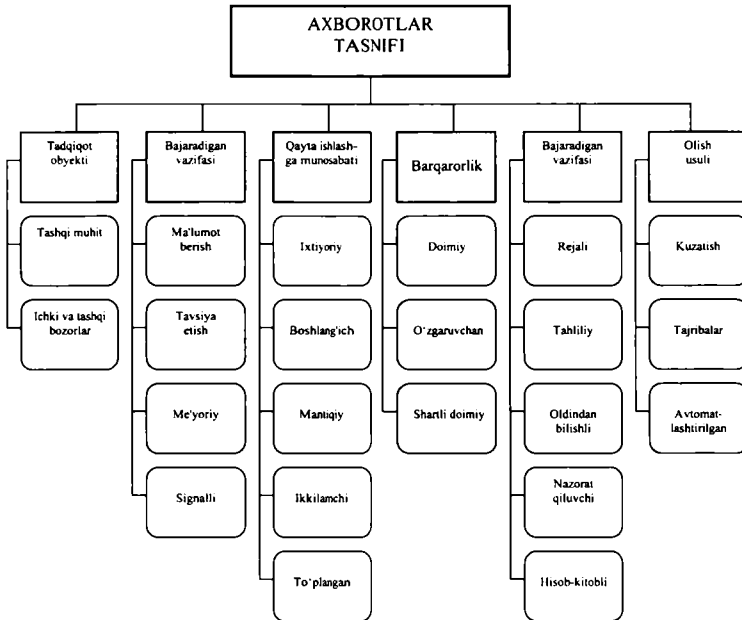 AXBOROTLAR
TASNIFI
Tadqiqot
obyekti
Tashqi muhit
Ichki va tashqi
bozorlar
Bajaradigan
vazifasi
Ma'lumot
berish
Tavsiya
etish
Me'yoriy
Signalli
Qayta ishlash-
ga munosabati
Ixtiyoriy
Boshlang'ich
Mantiqiy
Ikkilamchi
To‘plangan
Barqarorlik
Doimiy
O‘zgaruvchan
Shartli doimiy
Bajaradigan
vazifasi
Rejali
Tahliliy
Oldindan
bilishli
Nazorat
qiluvchi
Hisob-kitobli
Olish
usuli
Kuzatish
Tajribalar
Avtomat-
lashtirilgan